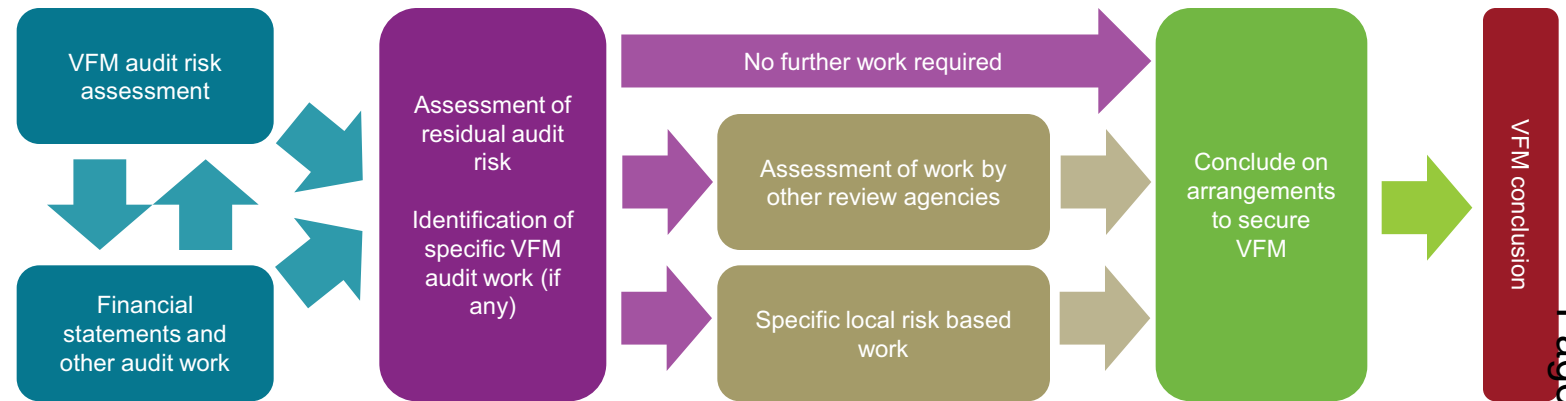 VFM audit risk
assessment
Financial
statements and
other audit work
Assessment of
residual audit
risk
Identification of
specific VFM
audit work (if
any)
No further work required
Assessment of work by
other review agencies
Specific local risk based
work
Conclude on
arrangements
to secure
VFM
VFM conclusion